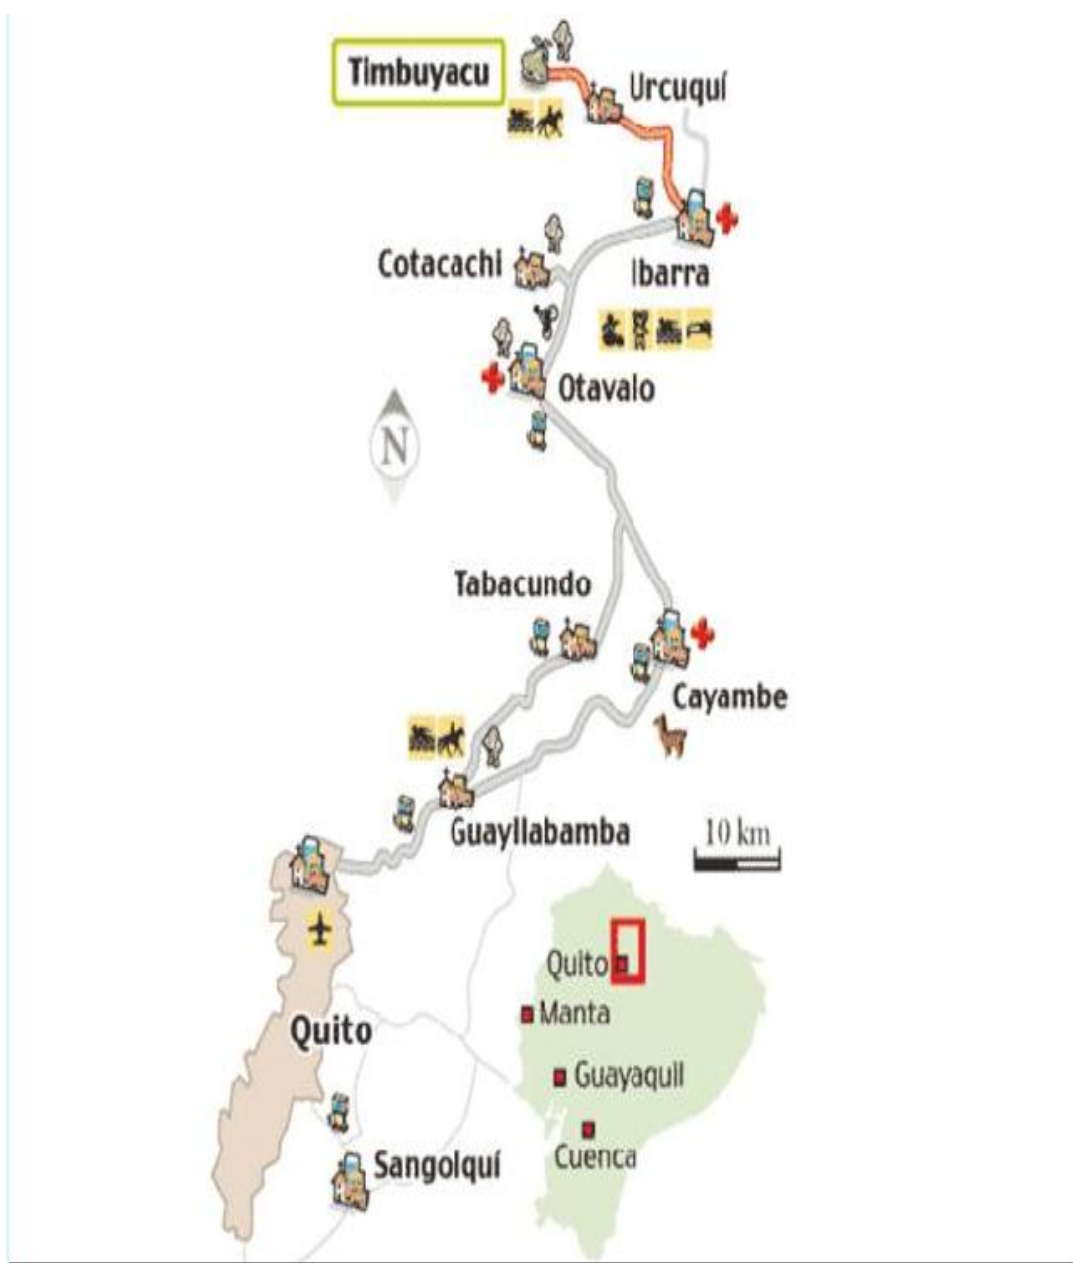 Timbuyacu
Urcuquí
Cotacachi
Ibarra
Otavalo
N
Tabacundo
Cayambe
Guayllabamba
10 km
Quito
Manta
Quito
Guayaquil
Cuenca
Sangolquí